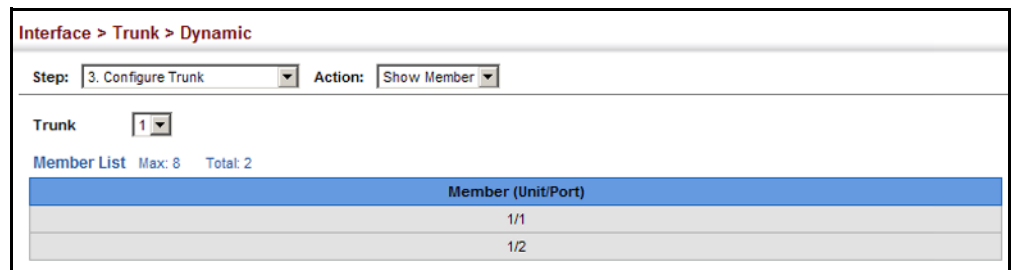 Interface > Trunk > Dynamic
Step: 3. Configure Trunk Action: Show Member
Trunk 1
Member List Max: 8 Total: 2
Member (Unit/Port)
1/1
1/2